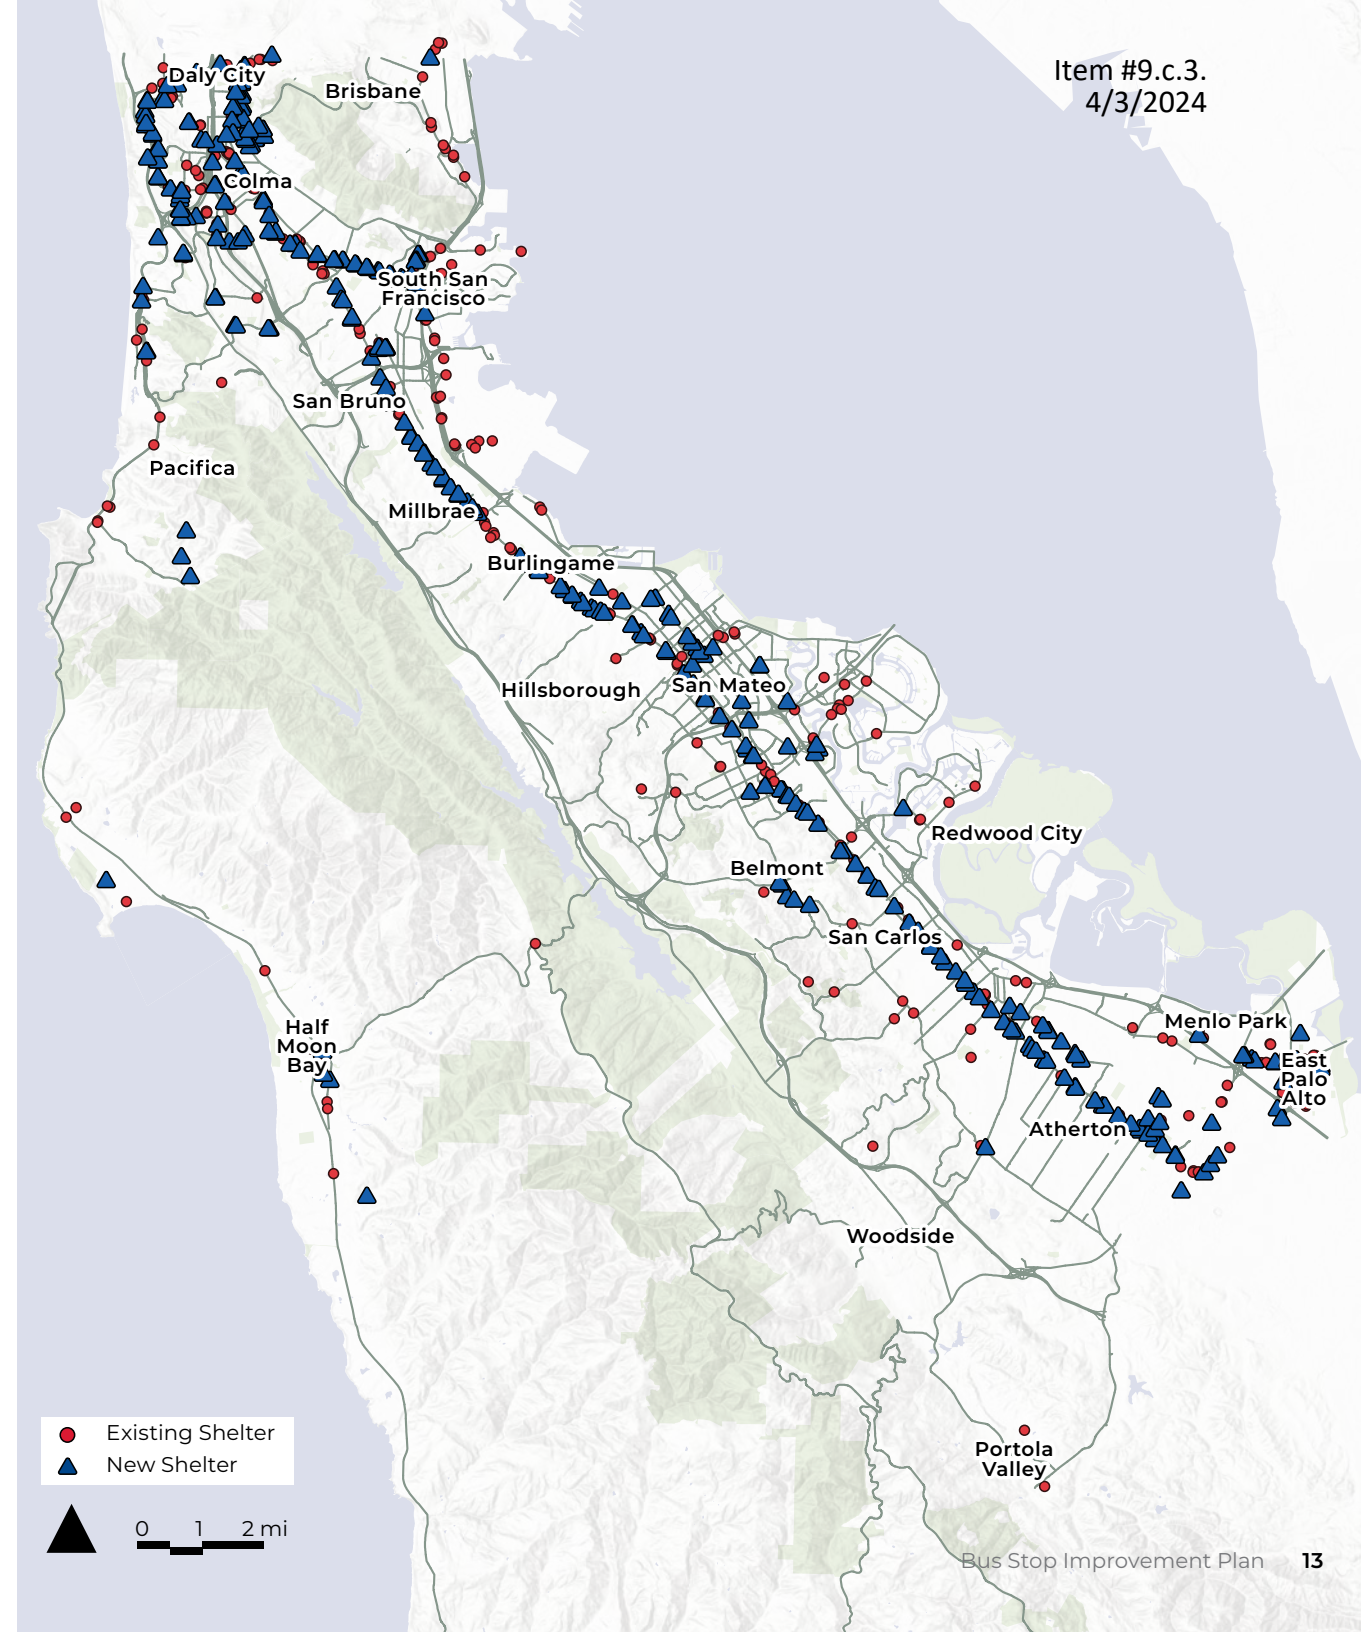 Item #9.c.3.
4/3/2024
Daly City
Brisbane
Colma
South San
Francisco
San Bruno
Pacifica
Millbrae
Burlingame
Hillsborough
San Mateo
Redwood City
Belmont
San Carlos
Half
Moon
Bay
Menlo Park
East
Palo
Alto
Atherton
Woodside
Portola
Valley
Existing Shelter
New Shelter
0 1 2 mi
Bus Stop Improvement Plan 13